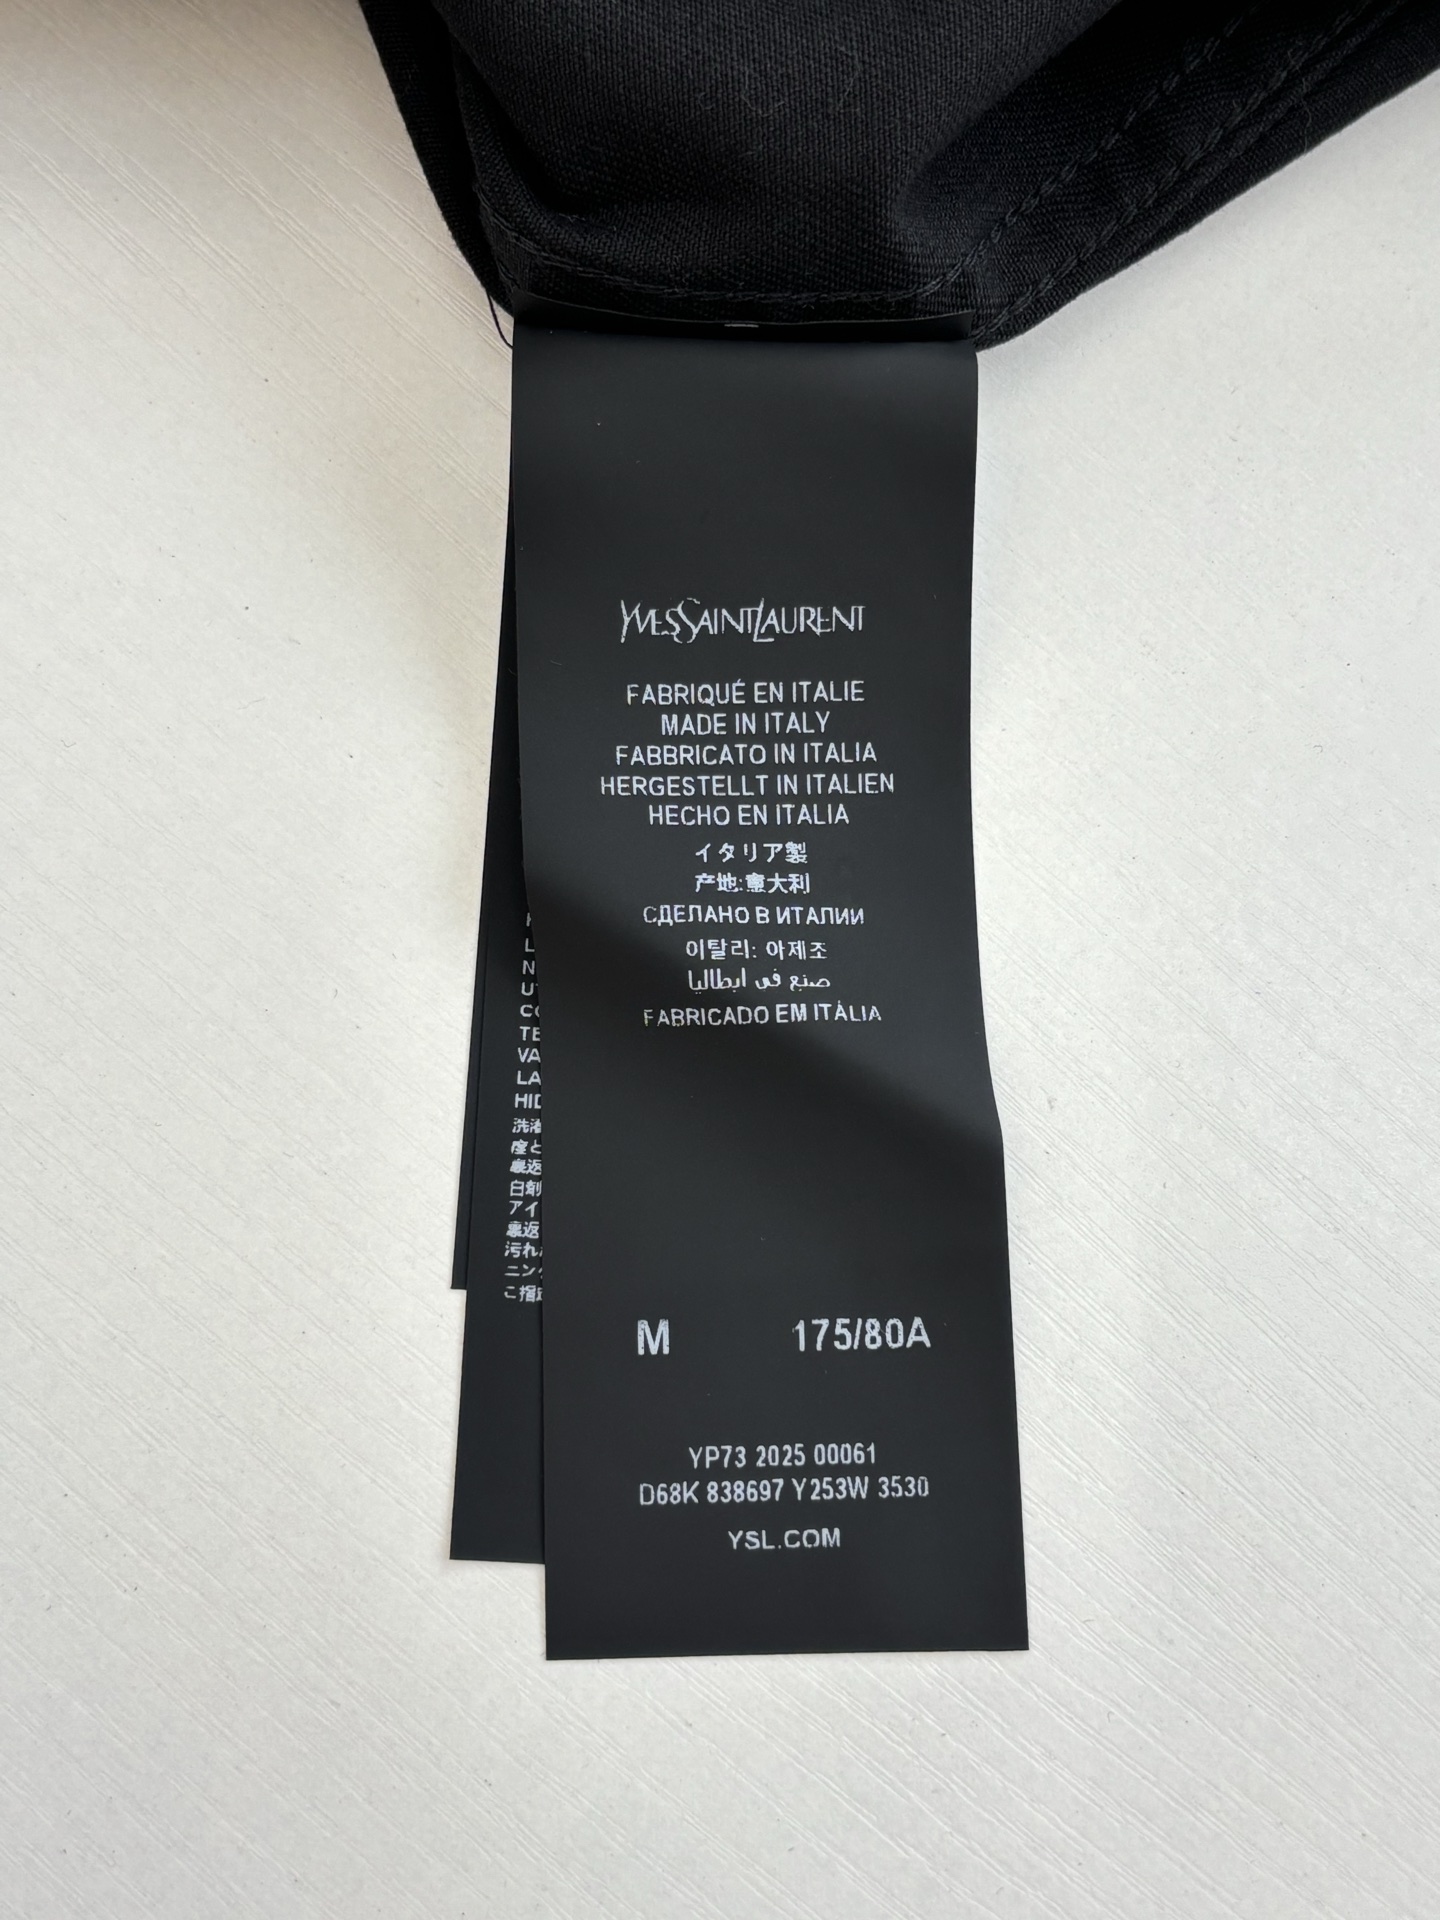 YVES SAINT LAURENT
FABRIQUÉ EN ITALIE
MADE IN ITALY
FABBRICATO IN ITALIA
HERGESTELLT IN ITALIEN
HECHO EN ITALIA
イタリア製
产地:意大利
СДЕЛАНО В ИТАЛИИ
이탈리: 아제조
صنع في ايطاليا
FABRICADO EM ITÁLIA
M 175/80A
YP73 2025 00061
D68K 838697 Y253W 3530
YSL.COM